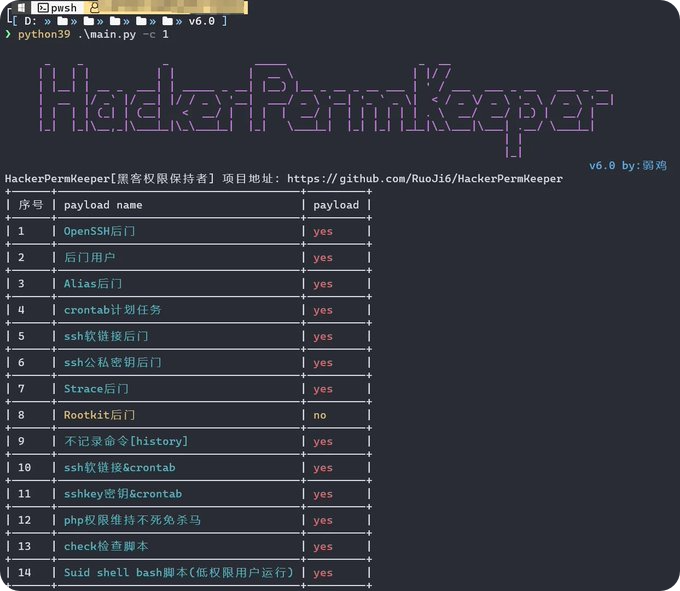 pwsh
[ D: » » » » » » v6.0 ]
❯ python39 .\main.py -c 1
HackerPermKeeper
v6.0 by:弱鸡
HackerPermKeeper[黑客权限保持者] 项目地址: https://github.com/RuoJi6/HackerPermKeeper
| 序号 | payload name | payload |
| 1 | OpenSSH后门 | yes |
| 2 | 后门用户 | yes |
| 3 | Alias后门 | yes |
| 4 | crontab计划任务 | yes |
| 5 | ssh软链接后门 | yes |
| 6 | ssh公私密钥后门 | yes |
| 7 | Strace后门 | yes |
| 8 | Rootkit后门 | no |
| 9 | 不记录命令[history] | yes |
| 10 | ssh软链接&crontab | yes |
| 11 | sshkey密钥&crontab | yes |
| 12 | php权限维持不死免杀马 | yes |
| 13 | check检查脚本 | yes |
| 14 | Suid shell bash脚本(低权限用户运行) | yes |